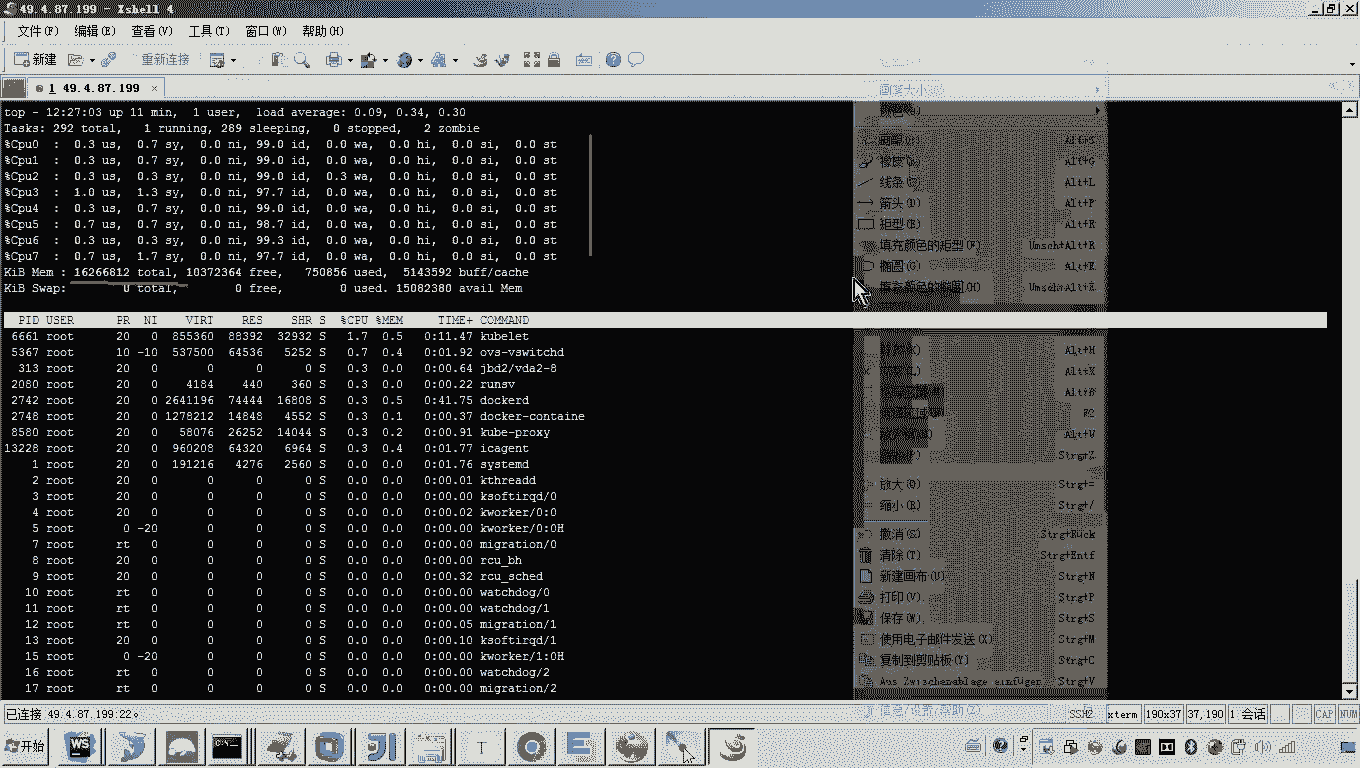 49.4.87.199 - Xshell 4
文件(F) 编辑(E) 查看(V) 工具(T) 窗口(W) 帮助(H)
新建 重新连接
1 49.4.87.199 ×
top - 12:27:03 up 11 min, 1 user, load average: 0.09, 0.34, 0.30
Tasks: 292 total, 1 running, 289 sleeping, 0 stopped, 2 zombie
%Cpu0 : 0.3 us, 0.7 sy, 0.0 ni, 99.0 id, 0.0 wa, 0.0 hi, 0.0 si, 0.0 st
%Cpu1 : 0.3 us, 0.7 sy, 0.0 ni, 99.0 id, 0.0 wa, 0.0 hi, 0.0 si, 0.0 st
%Cpu2 : 0.3 us, 0.3 sy, 0.0 ni, 99.0 id, 0.3 wa, 0.0 hi, 0.0 si, 0.0 st
%Cpu3 : 1.0 us, 1.3 sy, 0.0 ni, 97.7 id, 0.0 wa, 0.0 hi, 0.0 si, 0.0 st
%Cpu4 : 0.3 us, 0.7 sy, 0.0 ni, 99.0 id, 0.0 wa, 0.0 hi, 0.0 si, 0.0 st
%Cpu5 : 0.7 us, 0.7 sy, 0.0 ni, 98.7 id, 0.0 wa, 0.0 hi, 0.0 si, 0.0 st
%Cpu6 : 0.3 us, 0.3 sy, 0.0 ni, 99.3 id, 0.0 wa, 0.0 hi, 0.0 si, 0.0 st
%Cpu7 : 0.7 us, 1.7 sy, 0.0 ni, 97.7 id, 0.0 wa, 0.0 hi, 0.0 si, 0.0 st
KiB Mem : 16266812 total, 10372364 free, 750856 used, 5143592 buff/cache
KiB Swap: 0 total, 0 free, 0 used. 15082380 avail Mem
PID USER PR NI VIRT RES SHR S %CPU %MEM TIME+ COMMAND
6661 root 20 0 855360 88392 32932 S 1.7 0.5 0:11.47 kubelet
5367 root 10 -10 537500 64536 5252 S 0.7 0.4 0:01.92 ovs-vswitchd
313 root 20 0 0 0 0 S 0.3 0.0 0:00.64 jbd2/vda2-8
2080 root 20 0 4184 440 360 S 0.3 0.0 0:00.22 runsv
2742 root 20 0 2641196 74444 16808 S 0.3 0.5 0:41.75 dockerd
2748 root 20 0 1278212 14848 4552 S 0.3 0.1 0:00.37 docker-containe
8580 root 20 0 58076 26252 14044 S 0.3 0.2 0:00.91 kube-proxy
13228 root 20 0 960208 64320 6964 S 0.3 0.4 0:01.77 icagent
1 root 20 0 191216 4276 2560 S 0.0 0.0 0:01.76 systemd
2 root 20 0 0 0 0 S 0.0 0.0 0:00.01 kthreadd
3 root 20 0 0 0 0 S 0.0 0.0 0:00.00 ksoftirqd/0
4 root 20 0 0 0 0 S 0.0 0.0 0:00.02 kworker/0:0
5 root 0 -20 0 0 0 S 0.0 0.0 0:00.00 kworker/0:0H
7 root rt 0 0 0 0 S 0.0 0.0 0:00.00 migration/0
8 root 20 0 0 0 0 S 0.0 0.0 0:00.00 rcu_bh
9 root 20 0 0 0 0 S 0.0 0.0 0:00.32 rcu_sched
10 root rt 0 0 0 0 S 0.0 0.0 0:00.00 watchdog/0
11 root rt 0 0 0 0 S 0.0 0.0 0:00.00 watchdog/1
12 root rt 0 0 0 0 S 0.0 0.0 0:00.05 migration/1
13 root 20 0 0 0 0 S 0.0 0.0 0:00.10 ksoftirqd/1
15 root 0 -20 0 0 0 S 0.0 0.0 0:00.00 kworker/1:0H
16 root rt 0 0 0 0 S 0.0 0.0 0:00.00 watchdog/2
17 root rt 0 0 0 0 S 0.0 0.0 0:00.00 migration/2
Alt+S
Alt+G
线条 Alt+L
箭头 Alt+P
矩型(R) Alt+R
填充颜色的矩型(F) Umsch+Alt+R
椭圆(G) Alt+E
填充颜色的椭圆(H) Umsch+Alt+E
Alt+H
Alt+X
Strg+Z
放大(Q) Strg+=
缩小(R) Strg+/
撤消(S) Strg+Rück
清除(T) Strg+Entf
新建画布(U) Strg+N
打印(V) Strg+P
保存(W) Strg+S
使用电子邮件发送(X) Strg+M
复制到剪贴板(Y) Strg+C
Aus Zwischenablage einfügen Strg+V
信息/设置/帮助(Z)
已连接 49.4.87.199:22。 SSH2 xterm 190x37 37,190 1 会话 CAP NUM
开始